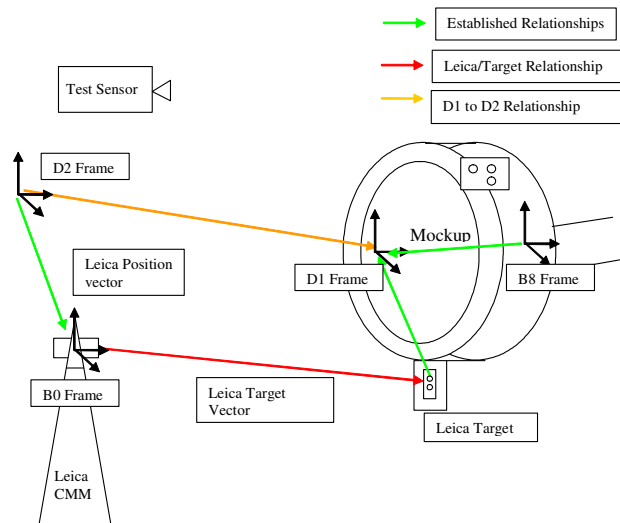 Established Relationships
Leica/Target Relationship
D1 to D2 Relationship
Test Sensor
D2 Frame
Mockup
Leica Position
vector
D1 Frame
B8 Frame
B0 Frame
Leica Target
Vector
Leica Target
Leica
CMM